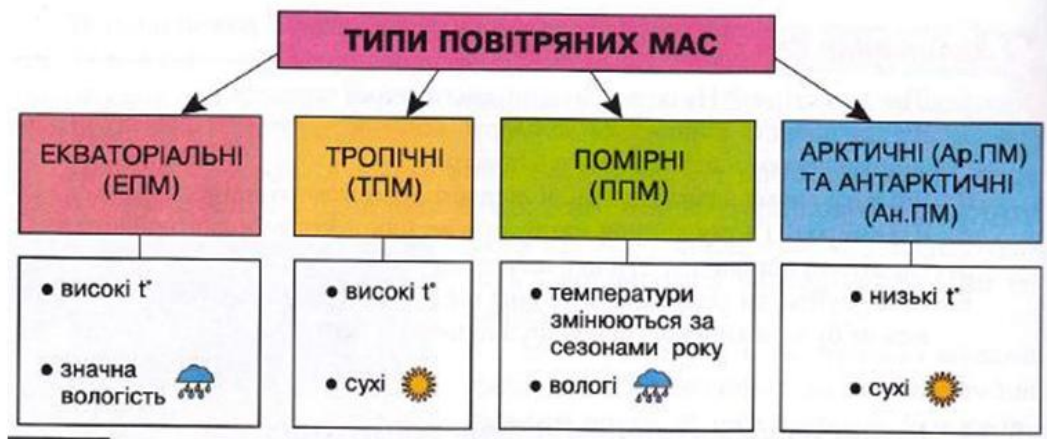 ТИПИ ПОВІТРЯНИХ МАС
ЕКВАТОРІАЛЬНІ
(ЕПМ)
ТРОПІЧНІ
(ТПМ)
ПОМІРНІ
(ППМ)
АРКТИЧНІ (Ар.ПМ)
ТА АНТАРКТИЧНІ
(Ан.ПМ)
• високі t°
• значна
вологість
• високі t°
• сухі
• температури
змінюються за
сезонами року
• вологі
• низькі t°
• сухі